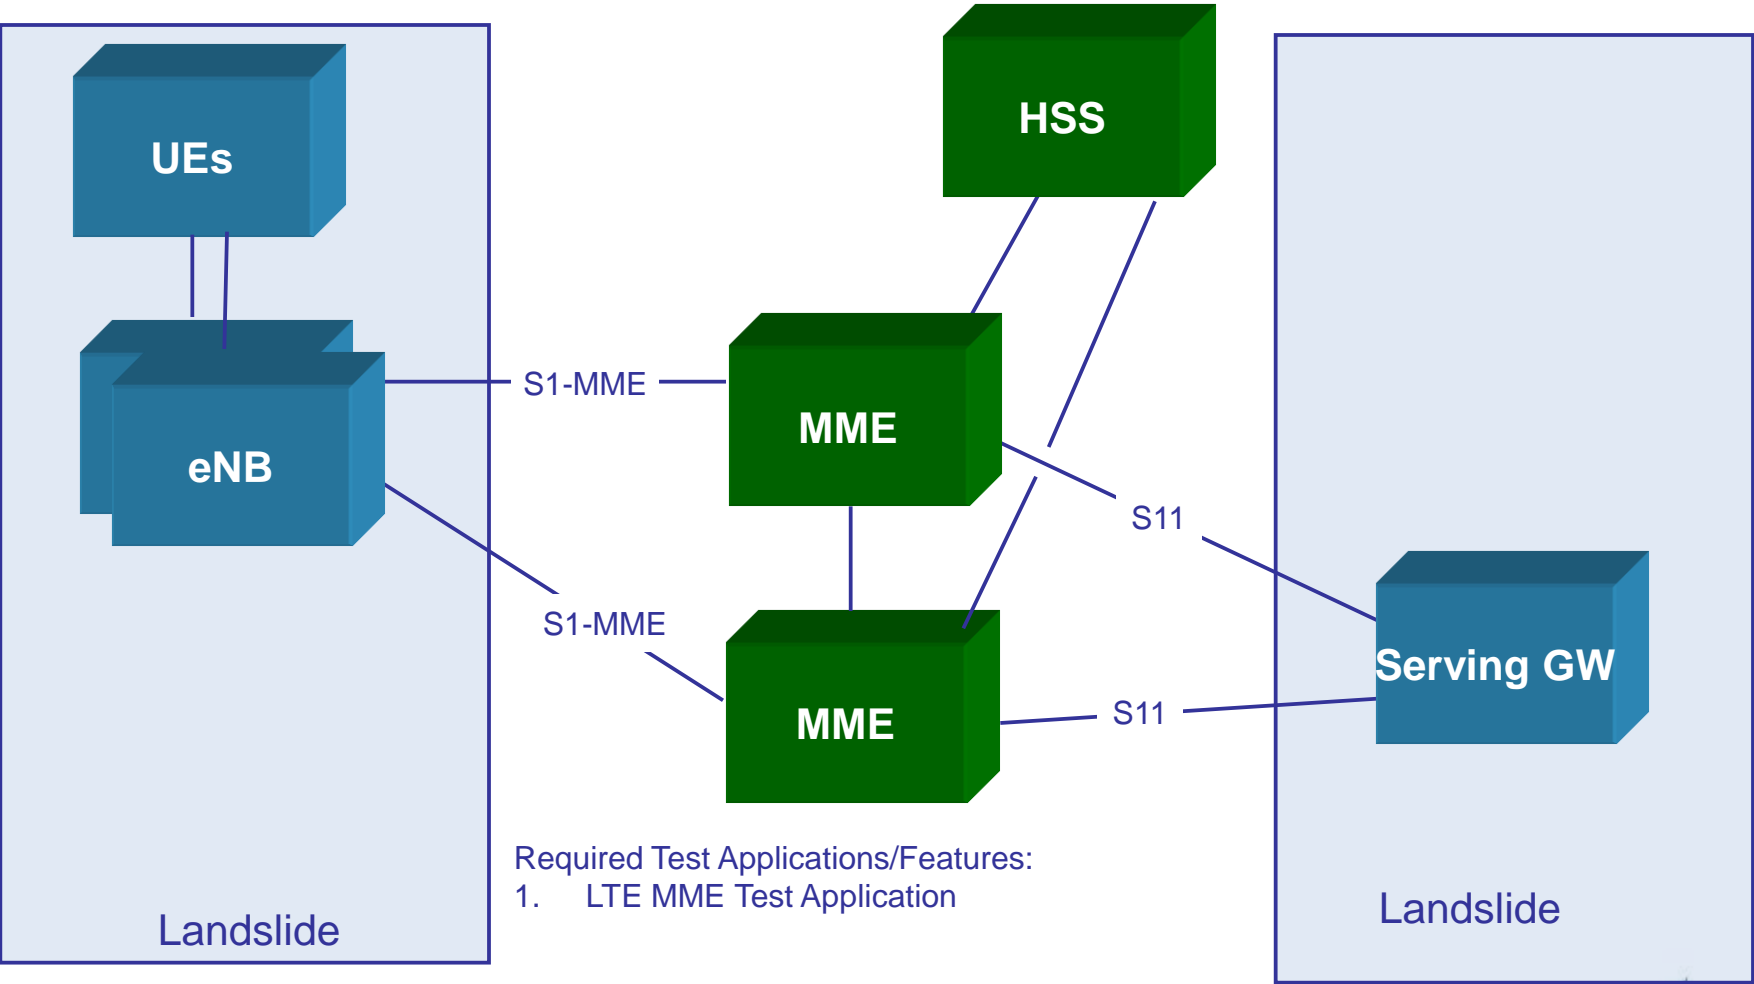 HSS
UEs
S1-MME
MME
eNB
S11
S1-MME
Serving GW
MME
S11
Required Test Applications/Features:
1. LTE MME Test Application
Landslide
Landslide